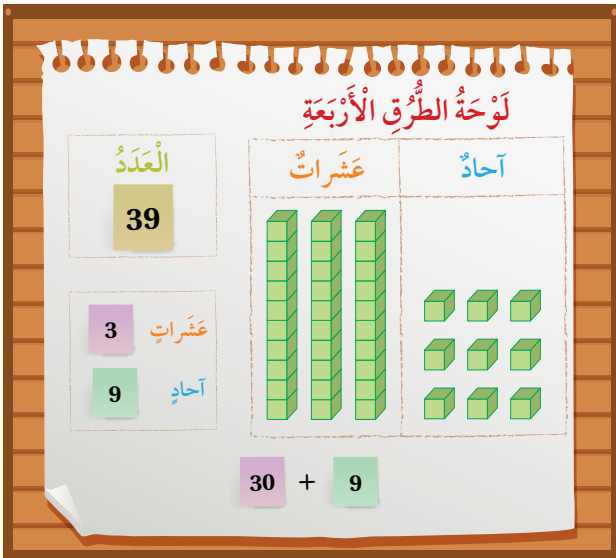 لَوْحَةُ الطُّرُقِ الْأَرْبَعَةِ
آحادٌ
عَشَراتٌ
الْعَدَدُ
39
عَشَراتٍ 3
آحادٍ 9
30 + 9